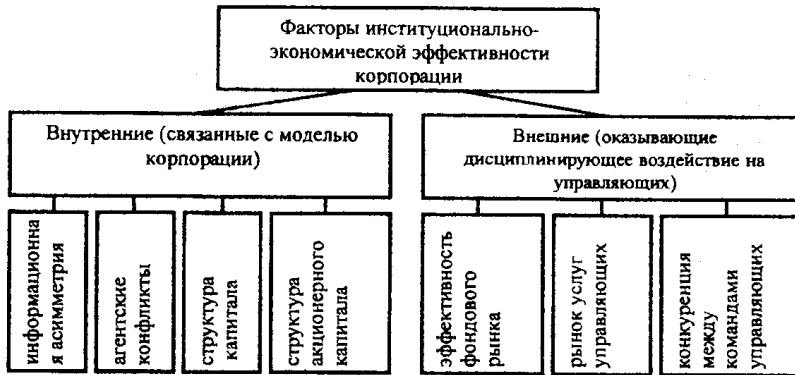 Факторы институционально-
экономической эффективности
корпорации
Внутренние (связанные с моделью
корпорации)
Внешние (оказывающие
дисциплинирующее воздействие на
управляющих)
информационна
я асимметрия
агентские
конфликты
структура
капитала
структура
акционерного
капитала
эффективность
фондового
рынка
рынок услуг
управляющих
конкуренция
между
командами
управляющих